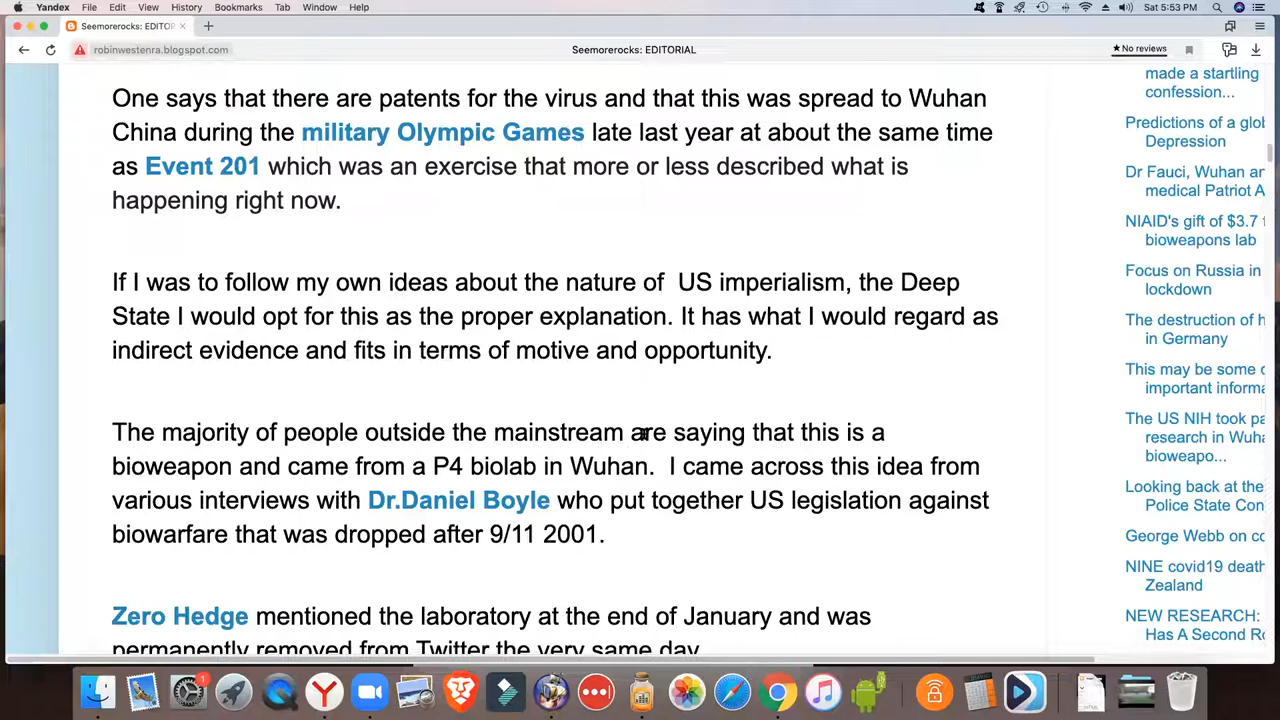 Yandex File Edit View History Bookmarks Tab Window Help Sat 5:53 PM
Seemorerocks: EDITOR
robinwestenra.blogspot.com Seemorerocks: EDITORIAL No reviews
One says that there are patents for the virus and that this was spread to Wuhan
China during the military Olympic Games late last year at about the same time
as Event 201 which was an exercise that more or less described what is
happening right now.
If I was to follow my own ideas about the nature of US imperialism, the Deep
State I would opt for this as the proper explanation. It has what I would regard as
indirect evidence and fits in terms of motive and opportunity.
The majority of people outside the mainstream are saying that this is a
bioweapon and came from a P4 biolab in Wuhan. I came across this idea from
various interviews with Dr.Daniel Boyle who put together US legislation against
biowarfare that was dropped after 9/11 2001.
Zero Hedge mentioned the laboratory at the end of January and was
permanently removed from Twitter the very same day
made a startling
confession...
Predictions of a glob
Depression
Dr Fauci, Wuhan an
medical Patriot A
NIAID's gift of $3.7
bioweapons lab
Focus on Russia in
lockdown
The destruction of h
in Germany
This may be some o
important informa
The US NIH took pa
research in Wuha
bioweapo...
Looking back at the
Police State Con
George Webb on co
NINE covid19 death
Zealand
NEW RESEARCH:
Has A Second Ro
1